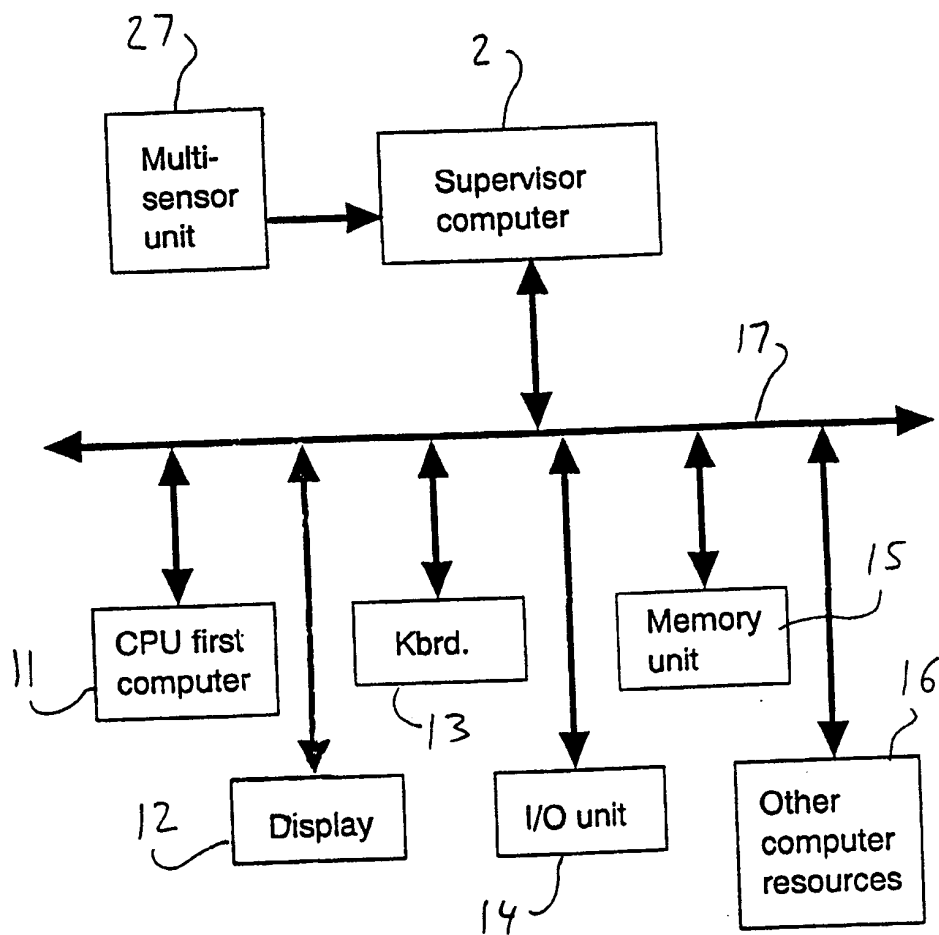 27
2
Multi-
sensor
unit
Supervisor
computer
17
15
CPU first
computer
Kbrd.
Memory
unit
11
13
16
12
Display
I/O unit
Other
computer
resources
14